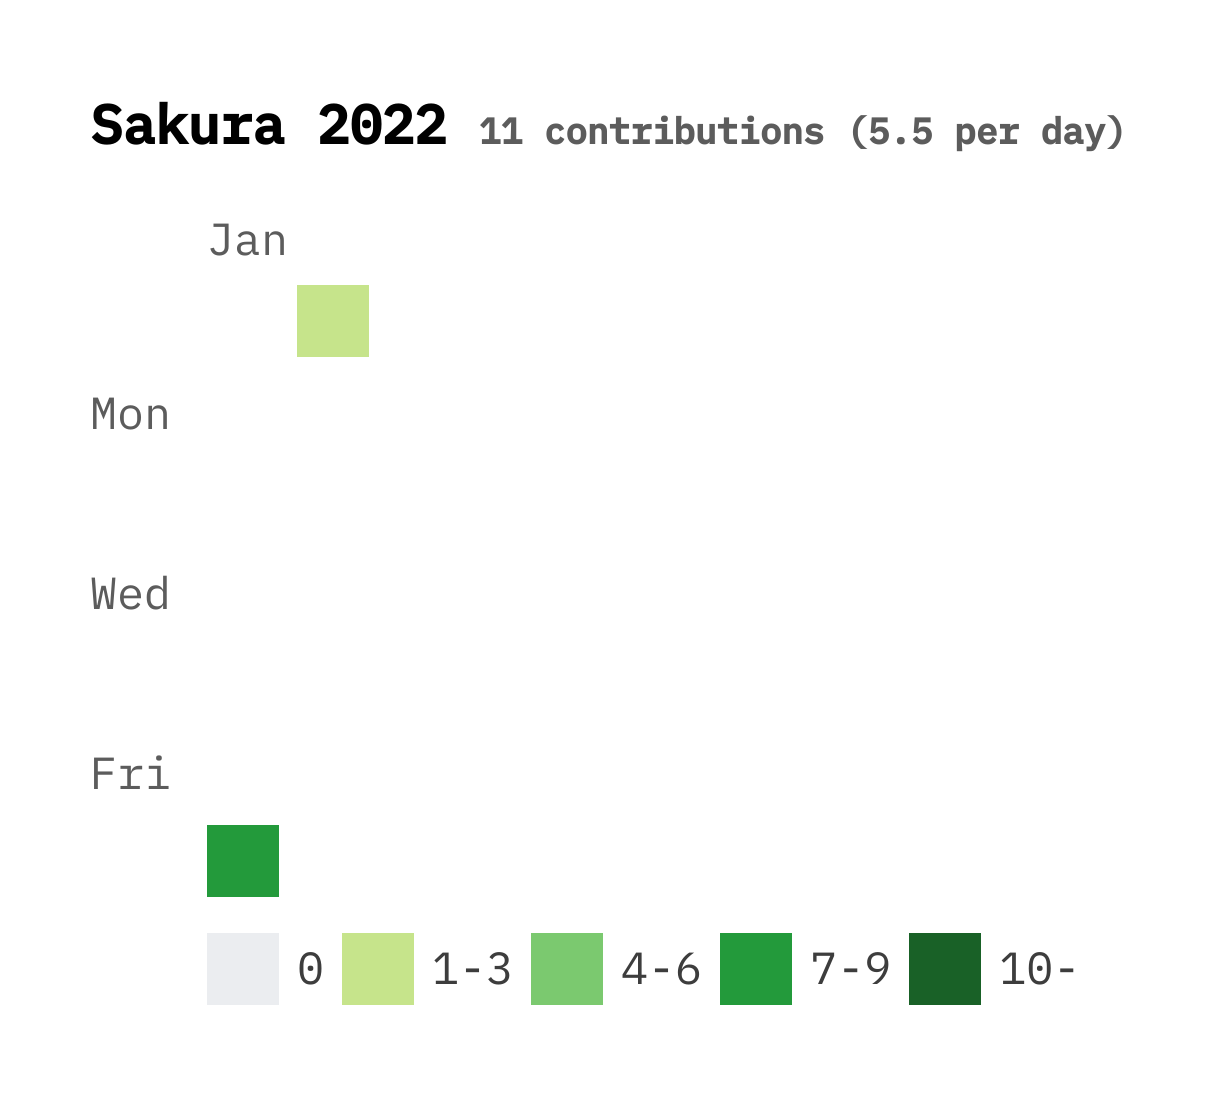 Sakura 2022 11 contributions (5.5 per day)
Jan
Mon
Wed
Fri
0 1-3 4-6 7-9 10-